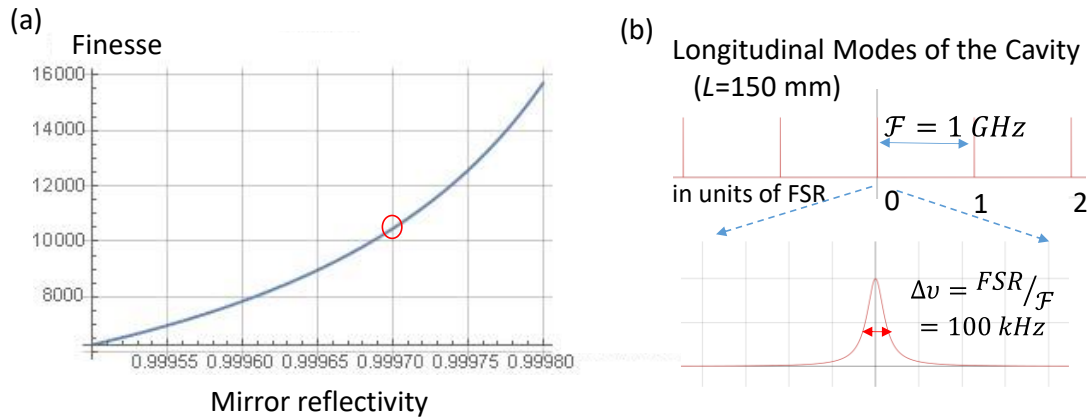 (a)
Finesse
16000
14000
12000
10000
8000
0.99955 0.99960 0.99965 0.99970 0.99975 0.99980
Mirror reflectivity
(b)
Longitudinal Modes of the Cavity
(L=150 mm)
ℱ = 1 GHz
in units of FSR
0 1 2
Δυ = FSR/ℱ
= 100 kHz